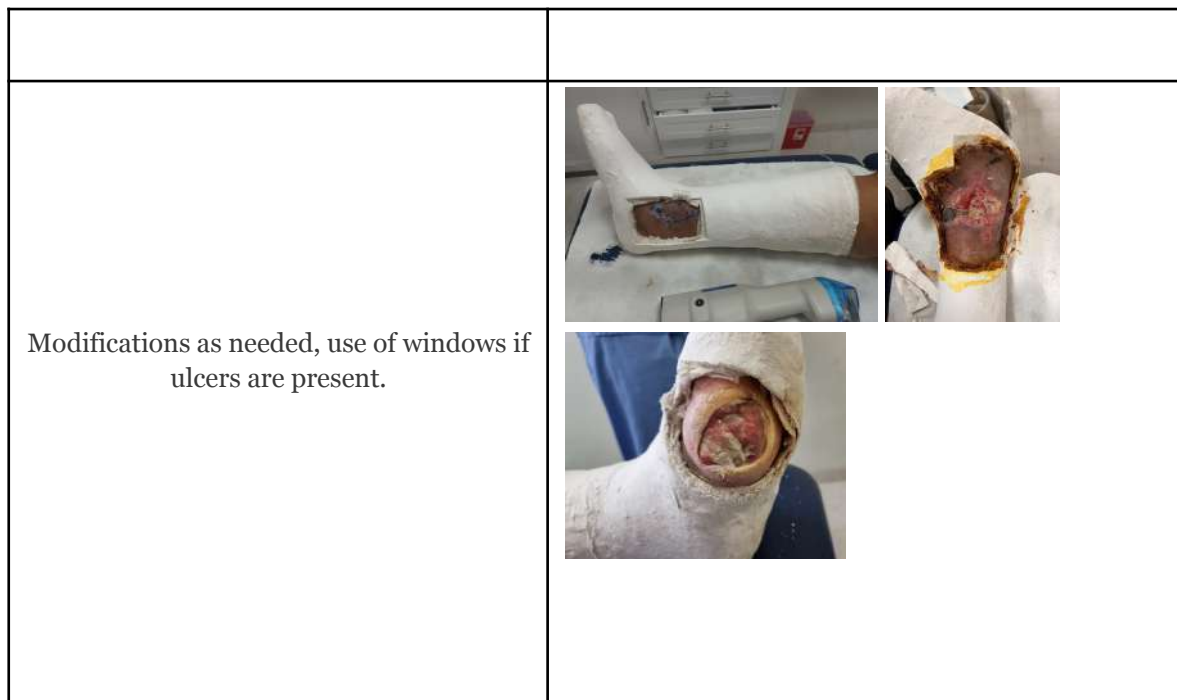 Modifications as needed, use of windows if
ulcers are present.